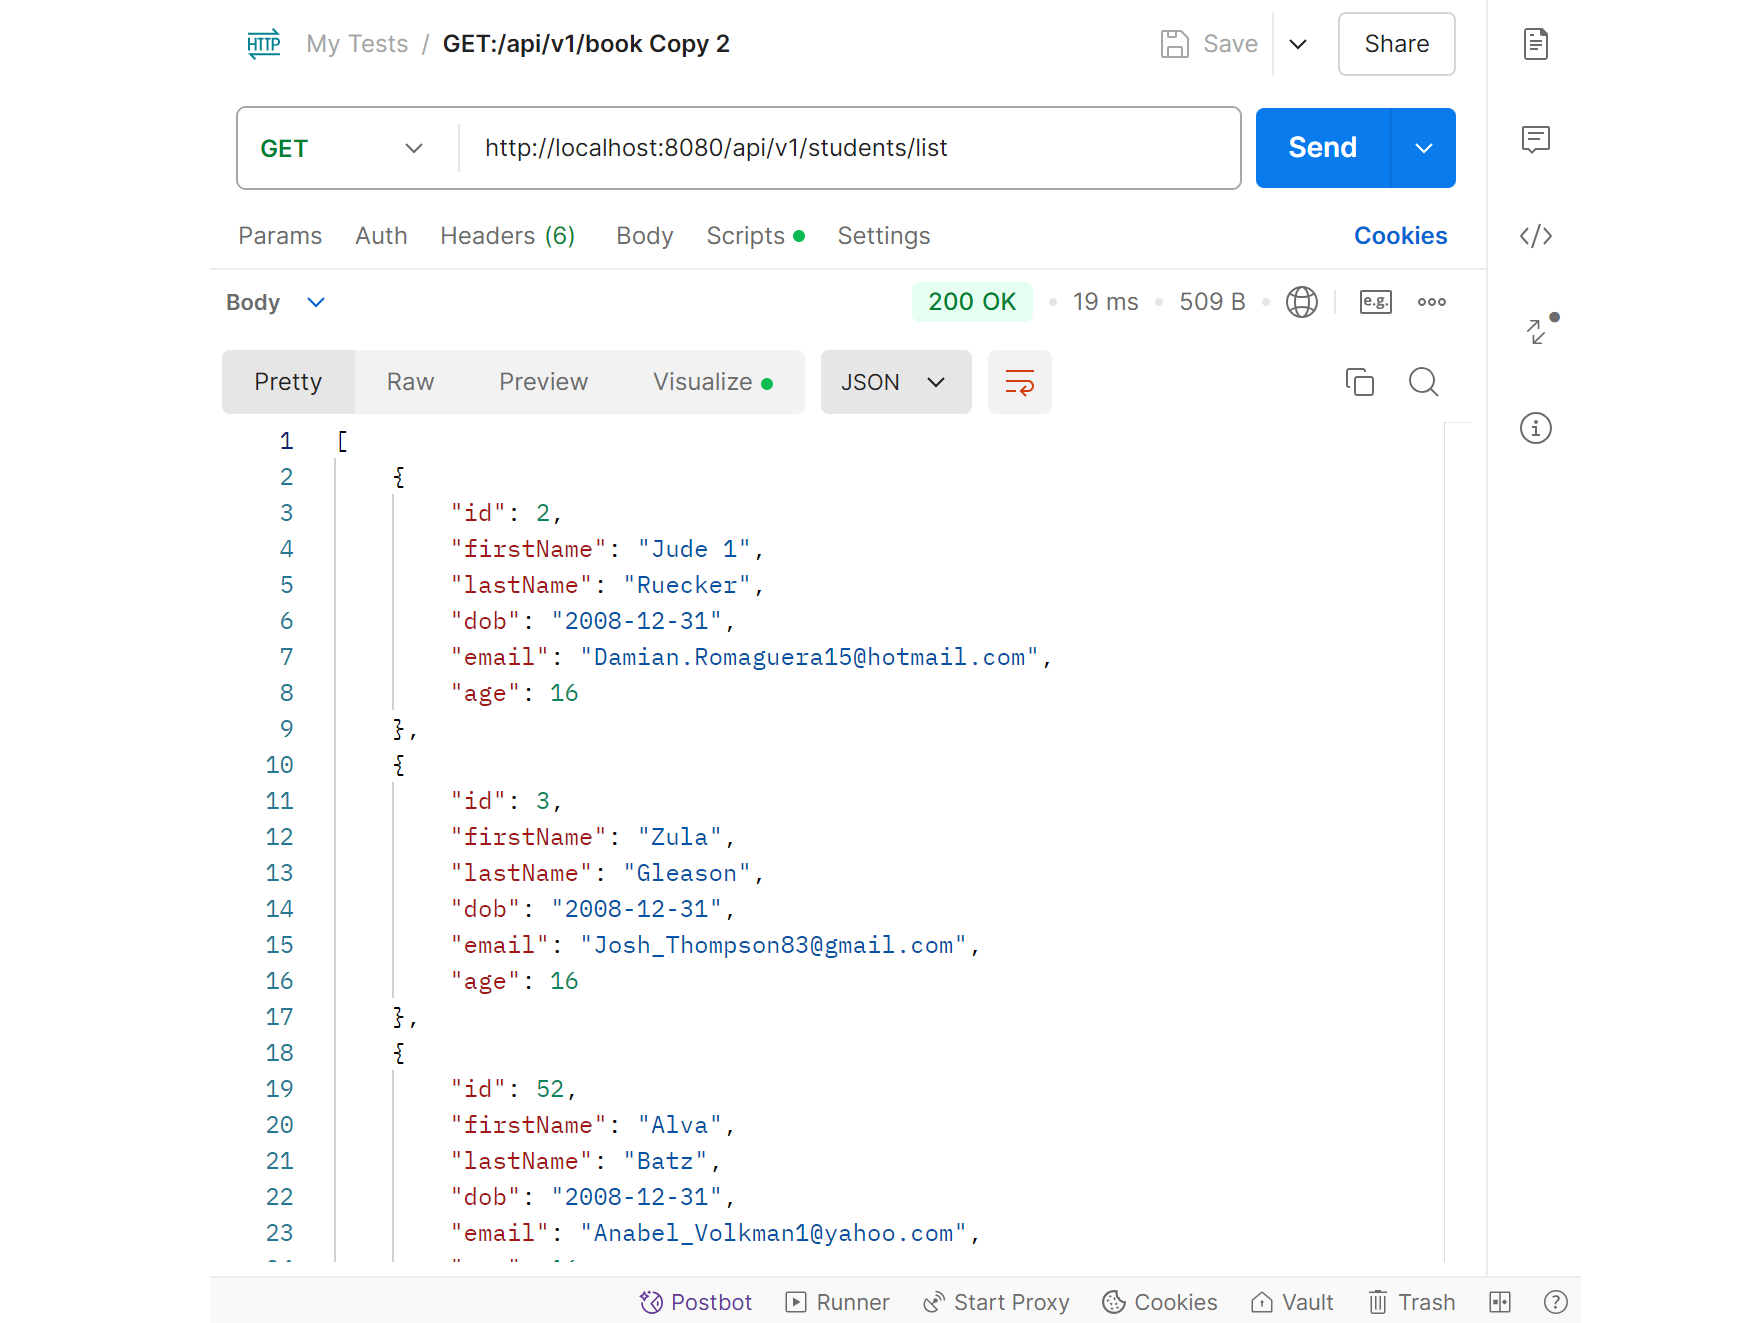 HTTP My Tests / GET:/api/v1/book Copy 2 Save Share
GET http://localhost:8080/api/v1/students/list Send
Params Auth Headers (6) Body Scripts Settings Cookies
Body 200 OK 19 ms 509 B e.g.
Pretty Raw Preview Visualize JSON
1 [
2 {
3 "id": 2,
4 "firstName": "Jude 1",
5 "lastName": "Ruecker",
6 "dob": "2008-12-31",
7 "email": "Damian.Romaguera15@hotmail.com",
8 "age": 16
9 },
10 {
11 "id": 3,
12 "firstName": "Zula",
13 "lastName": "Gleason",
14 "dob": "2008-12-31",
15 "email": "Josh_Thompson83@gmail.com",
16 "age": 16
17 },
18 {
19 "id": 52,
20 "firstName": "Alva",
21 "lastName": "Batz",
22 "dob": "2008-12-31",
23 "email": "Anabel_Volkman1@yahoo.com",
Postbot Runner Start Proxy Cookies Vault Trash